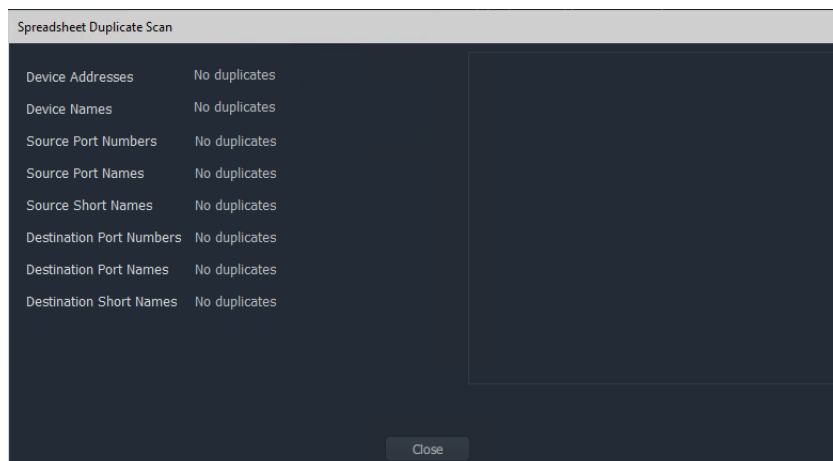 Spreadsheet Duplicate Scan
Device Addresses No duplicates
Device Names No duplicates
Source Port Numbers No duplicates
Source Port Names No duplicates
Source Short Names No duplicates
Destination Port Numbers No duplicates
Destination Port Names No duplicates
Destination Short Names No duplicates
Close